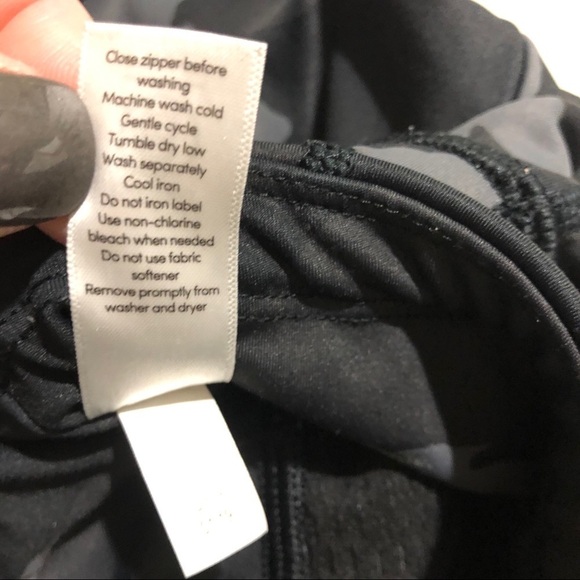 Close zipper before
washing
Machine wash cold
Gentle cycle
Tumble dry low
Wash separately
Cool iron
Do not iron label
Use non-chlorine
bleach when needed
Do not use fabric
softener
Remove promptly from
washer and dryer